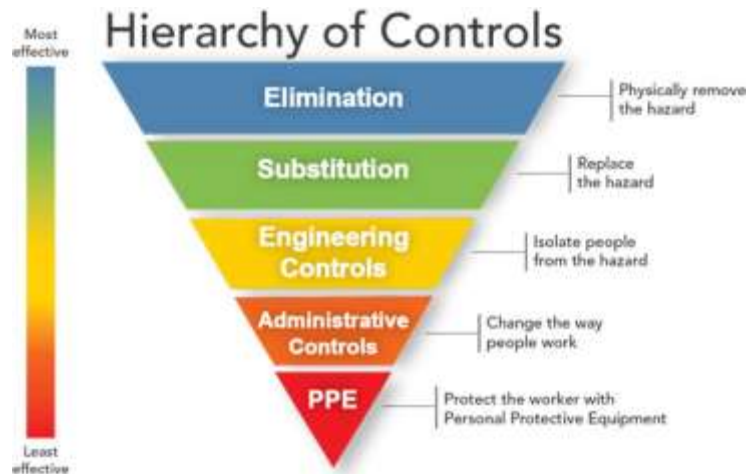 Hierarchy of Controls
Most
effective
Elimination
Physically remove
the hazard
Substitution
Replace
the hazard
Engineering
Controls
Isolate people
from the hazard
Administrative
Controls
Change the way
people work
PPE
Protect the worker with
Personal Protective Equipment
Least
effective